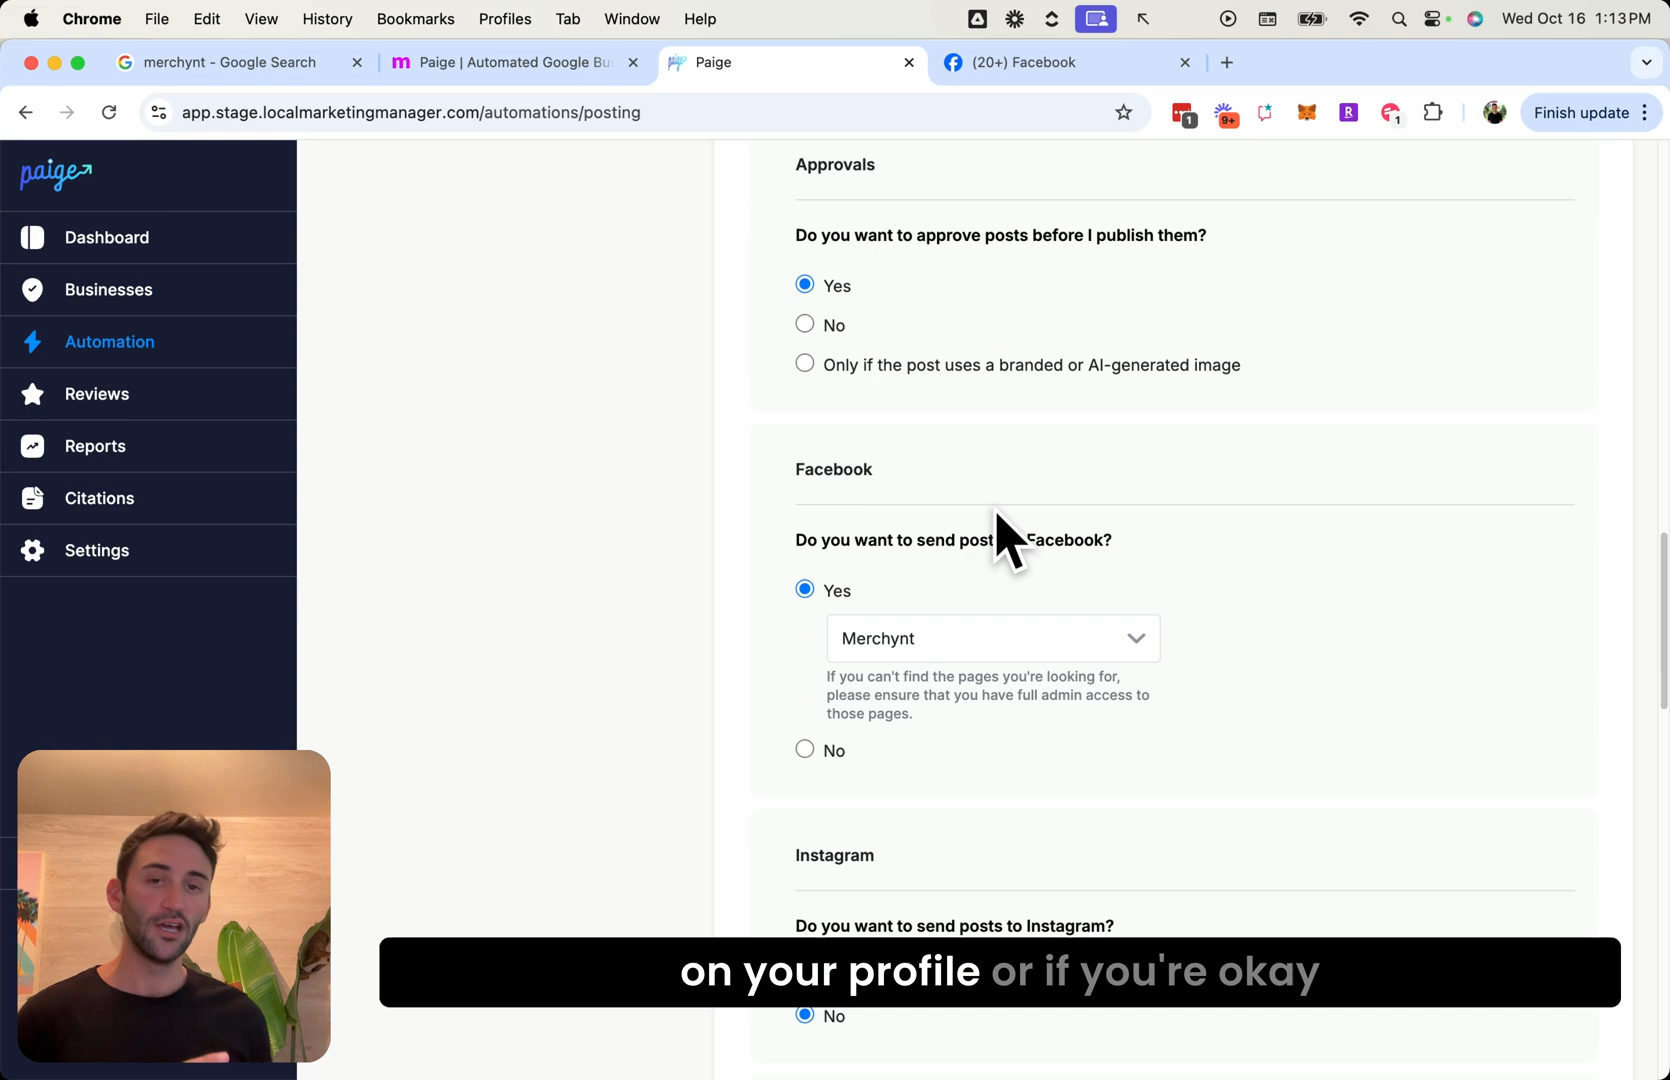 Chrome File Edit View History Bookmarks Profiles Tab Window Help Wed Oct 16 1:13 PM
merchynt - Google Search Paige | Automated Google Bu Paige (20+) Facebook
app.stage.localmarketingmanager.com/automations/posting 1 9+ R 1 Finish update
paige
Dashboard
Businesses
Automation
Reviews
Reports
Citations
Settings
Approvals
Do you want to approve posts before I publish them?
Yes
No
Only if the post uses a branded or AI-generated image
Facebook
Do you want to send post Facebook?
Yes
Merchynt
If you can't find the pages you're looking for,
please ensure that you have full admin access to
those pages.
No
Instagram
Do you want to send posts to Instagram?
on your profile or if you're okay
No